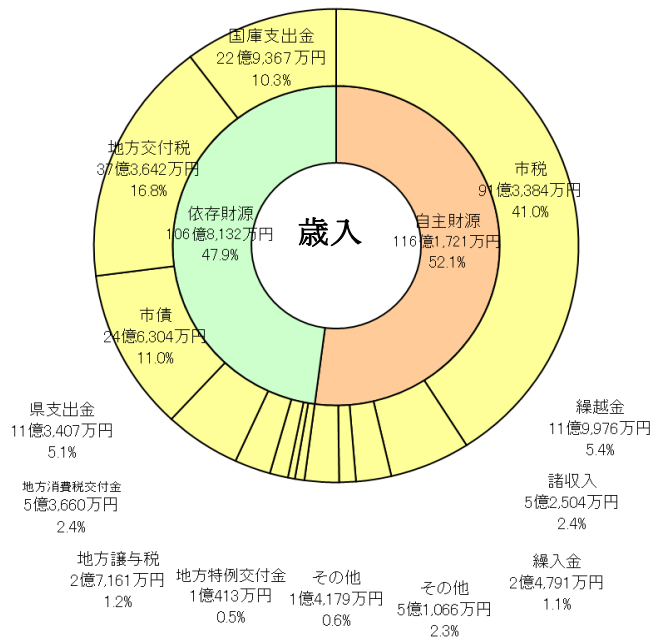 国庫支出金
22億9,367万円
10.3%
地方交付税
37億3,642万円
16.8%
市税
91億3,384万円
41.0%
依存財源
106億8,132万円
47.9%
歳入
自主財源
116億1,721万円
52.1%
市債
24億6,304万円
11.0%
県支出金
11億3,407万円
5.1%
繰越金
11億9,976万円
5.4%
地方消費税交付金
5億3,660万円
2.4%
諸収入
5億2,504万円
2.4%
地方譲与税
2億7,161万円
1.2%
地方特例交付金
1億413万円
0.5%
その他
1億4,179万円
0.6%
その他
5億1,066万円
2.3%
繰入金
2億4,791万円
1.1%